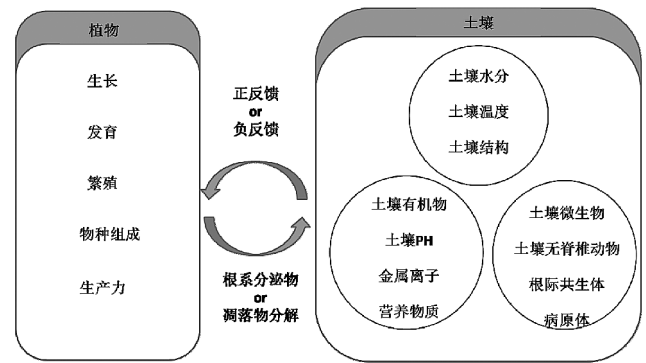 植物
生长
发育
繁殖
物种组成
生产力
正反馈
or
负反馈
根系分泌物
or
凋落物分解
土壤
土壤水分
土壤温度
土壤结构
土壤有机物
土壤PH
金属离子
营养物质
土壤微生物
土壤无脊椎动物
根际共生体
病原体